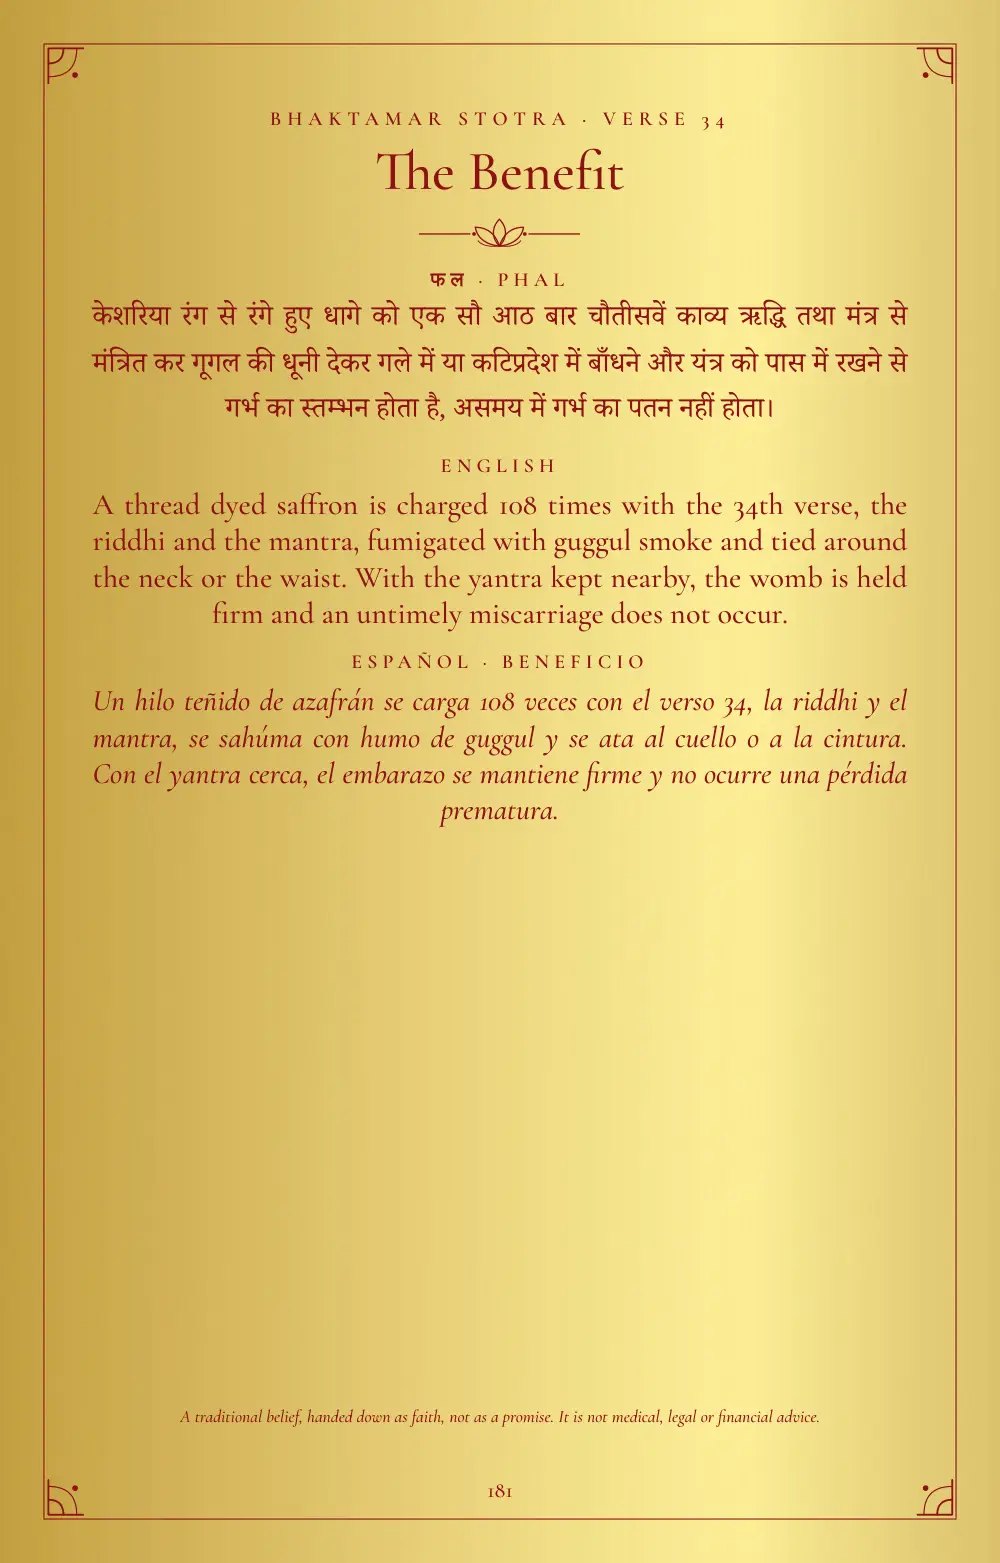 BHAKTAMAR STOTRA · VERSE 34
The Benefit
फल · PHAL
केशरिया रंग से रंगे हुए धागे को एक सौ आठ बार चौतीसवें काव्य ऋद्धि तथा मंत्र से
मंत्रित कर गूगल की धूनी देकर गले में या कटिप्रदेश में बाँधने और यंत्र को पास में रखने से
गर्भ का स्तम्भन होता है, असमय में गर्भ का पतन नहीं होता।
ENGLISH
A thread dyed saffron is charged 108 times with the 34th verse, the
riddhi and the mantra, fumigated with guggul smoke and tied around
the neck or the waist. With the yantra kept nearby, the womb is held
firm and an untimely miscarriage does not occur.
ESPAÑOL · BENEFICIO
Un hilo teñido de azafrán se carga 108 veces con el verso 34, la riddhi y el
mantra, se sahúma con humo de guggul y se ata al cuello o a la cintura.
Con el yantra cerca, el embarazo se mantiene firme y no ocurre una pérdida
prematura.
A traditional belief, handed down as faith, not as a promise. It is not medical, legal or financial advice.
181